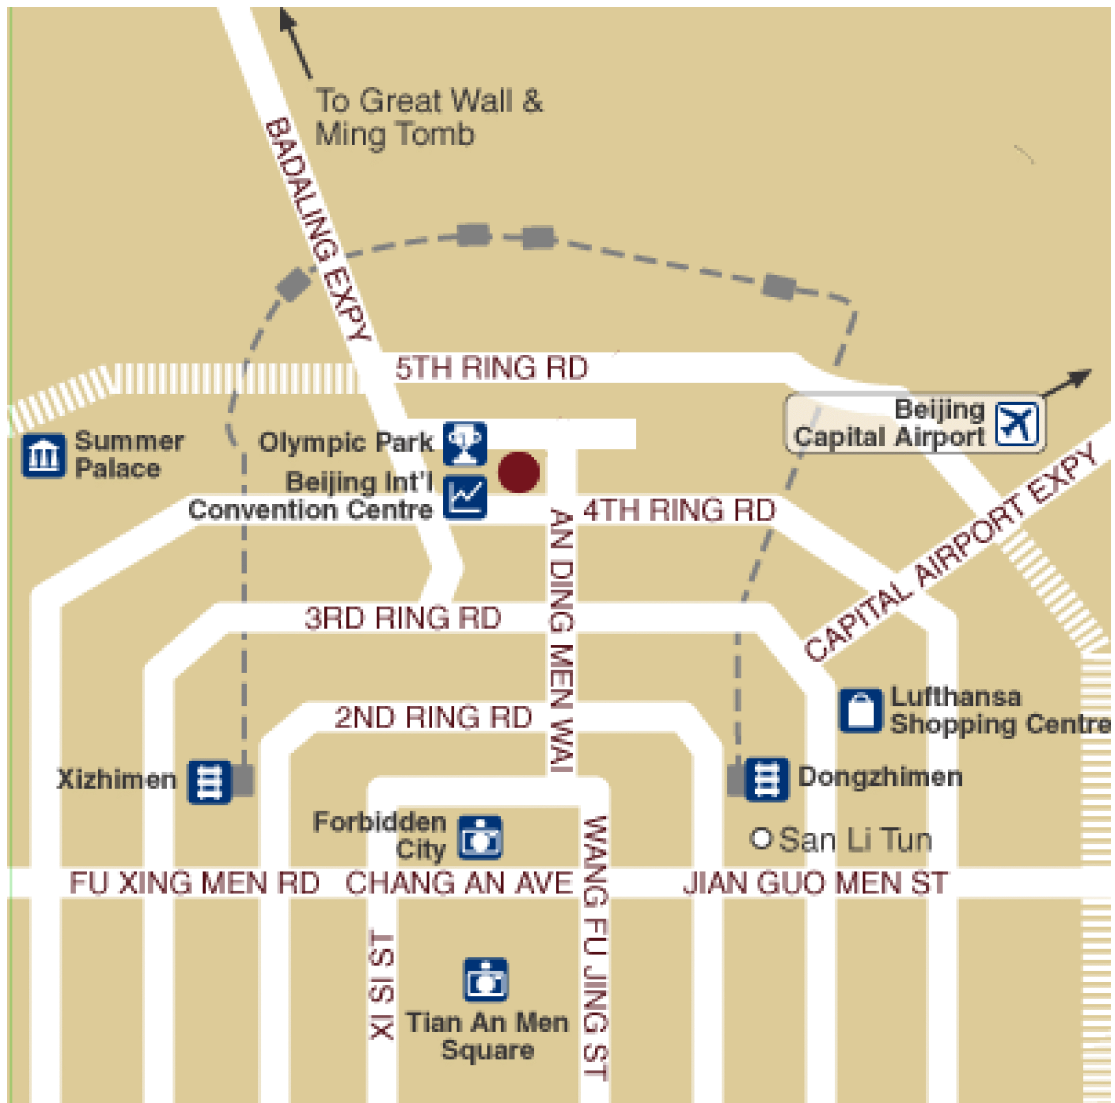 To Great Wall &
Ming Tomb
BADALING EXPY
5TH RING RD
Beijing
Capital Airport
Summer
Palace
Olympic Park
Beijing Int'l
Convention Centre
4TH RING RD
AN DING MEN WAI
CAPITAL AIRPORT EXPY
3RD RING RD
Lufthansa
Shopping Centre
2ND RING RD
Xizhimen
Dongzhimen
Forbidden
City
San Li Tun
FU XING MEN RD
CHANG AN AVE
JIAN GUO MEN ST
WANG FU JING ST
XI SI ST
Tian An Men
Square